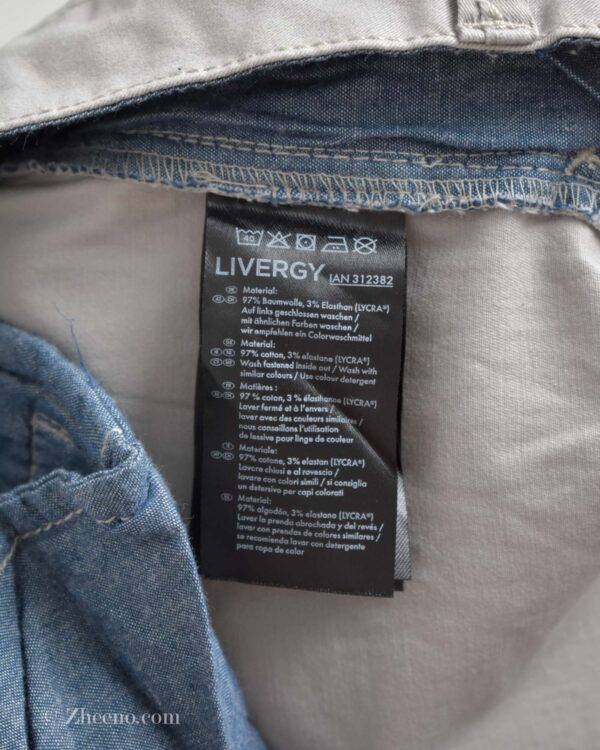 40
LIVERGY IAN 312382
Material:
97% Baumwolle, 3% Elasthan (LYCRA®)
Auf links geschlossen waschen /
mit ähnlichen Farben waschen /
wir empfehlen ein Colorwaschmittel
Material:
97% cotton, 3% elastane (LYCRA®)
Wash fastened inside out / Wash with
similar colours / Use colour detergent
Matières :
97 % coton, 3 % élasthanne (LYCRA®)
Laver fermé et à l'envers /
laver avec des couleurs similaires /
nous conseillons l'utilisation
de lessive pour linge de couleur
Materiale:
97% cotone, 3% elastan (LYCRA®)
Lavare chiusi e al rovescio /
lavare con colori simili / si consiglia
un detersivo per capi colorati
Material:
97% algodón, 3% elastano (LYCRA®)
Lavar la prenda abrochada y del revés /
lavar con prendas de colores similares /
se recomienda lavar con detergente
para ropa de color
© Zheeno.com